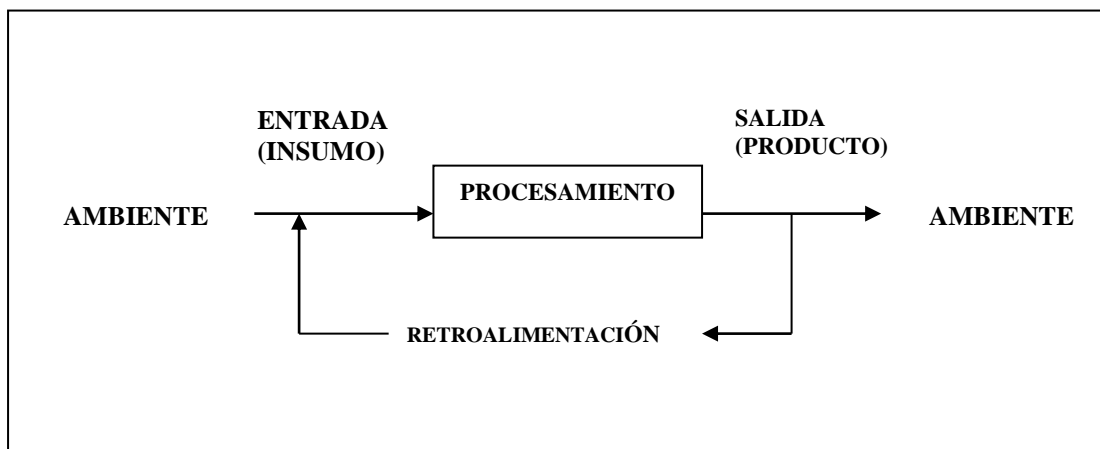 ENTRADA
(INSUMO)
SALIDA
(PRODUCTO)
PROCESAMIENTO
AMBIENTE
AMBIENTE
RETROALIMENTACIÓN